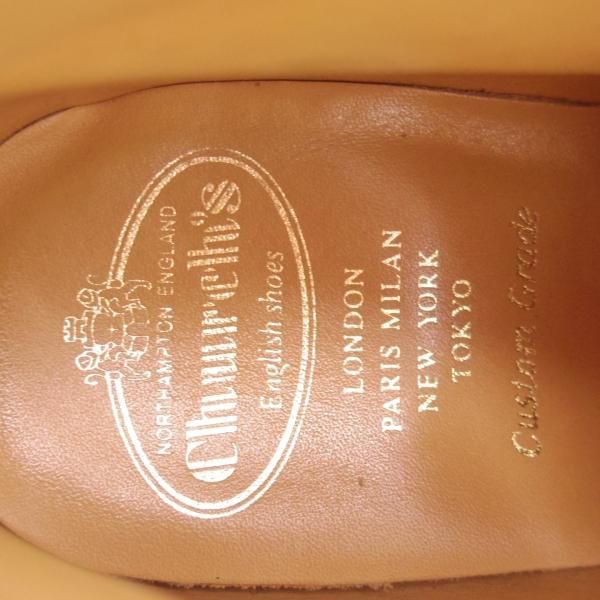 NORTHAMPTON ENGLAND
Church's
English shoes
LONDON
PARIS MILAN
NEW YORK
TOKYO
Custom Grade